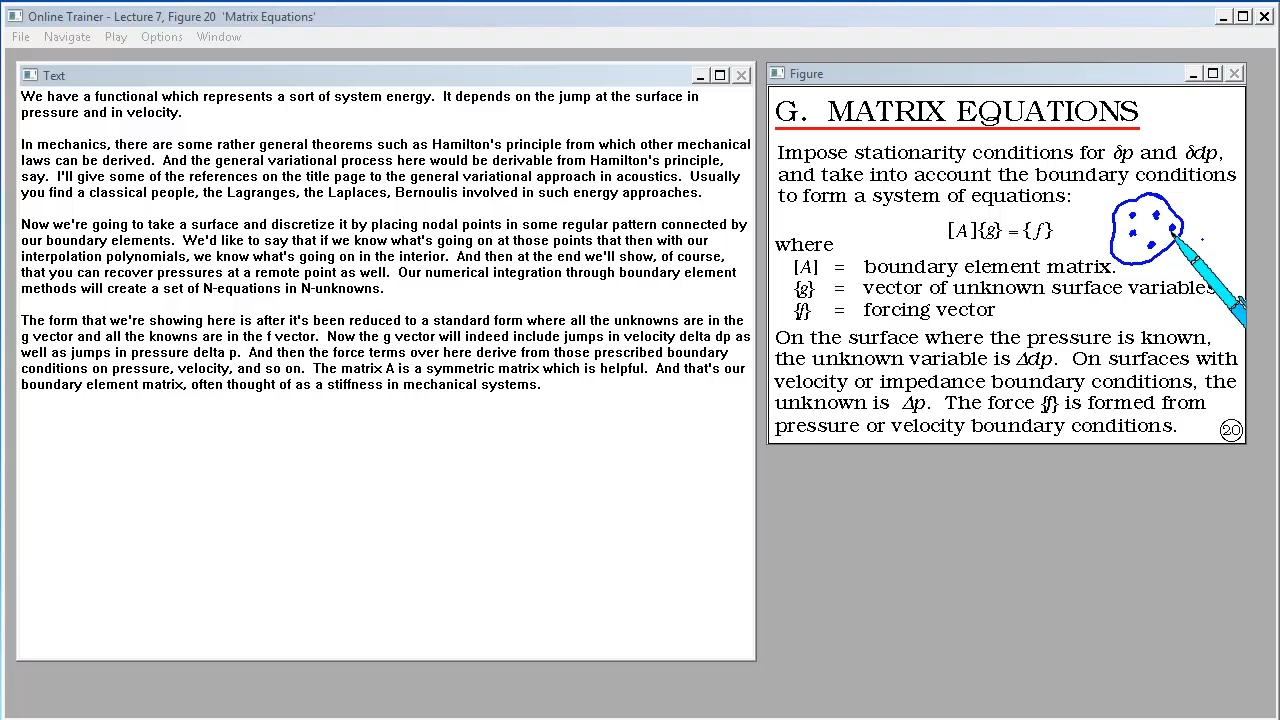 Online Trainer - Lecture 7, Figure 20 'Matrix Equations'
File Navigate Play Options Window
Text
We have a functional which represents a sort of system energy. It depends on the jump at the surface in
pressure and in velocity.
In mechanics, there are some rather general theorems such as Hamilton's principle from which other mechanical
laws can be derived. And the general variational process here would be derivable from Hamilton's principle,
say. I'll give some of the references on the title page to the general variational approach in acoustics. Usually
you find a classical people, the Lagranges, the Laplaces, Bernoulis involved in such energy approaches.
Now we're going to take a surface and discretize it by placing nodal points in some regular pattern connected by
our boundary elements. We'd like to say that if we know what's going on at those points that then with our
interpolation polynomials, we know what's going on in the interior. And then at the end we'll show, of course,
that you can recover pressures at a remote point as well. Our numerical integration through boundary element
methods will create a set of N-equations in N-unknowns.
The form that we're showing here is after it's been reduced to a standard form where all the unknowns are in the
g vector and all the knowns are in the f vector. Now the g vector will indeed include jumps in velocity delta dp as
well as jumps in pressure delta p. And then the force terms over here derive from those prescribed boundary
conditions on pressure, velocity, and so on. The matrix A is a symmetric matrix which is helpful. And that's our
boundary element matrix, often thought of as a stiffness in mechanical systems.
Figure
G. MATRIX EQUATIONS
Impose stationarity conditions for δp and δdp,
and take into account the boundary conditions
to form a system of equations:
[A]{g} = {f}
where
[A] = boundary element matrix.
{g} = vector of unknown surface variables
{f} = forcing vector
On the surface where the pressure is known,
the unknown variable is Δdp. On surfaces with
velocity or impedance boundary conditions, the
unknown is Δp. The force {f} is formed from
pressure or velocity boundary conditions.
20